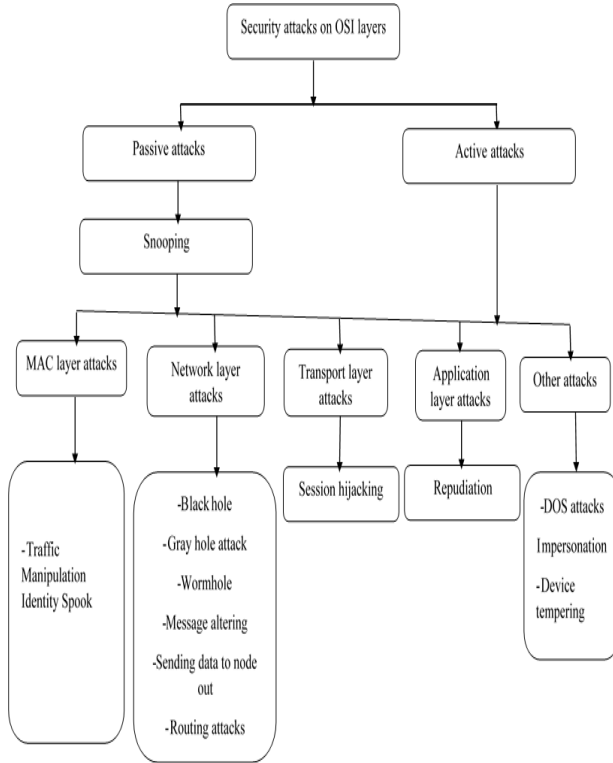 Security attacks on OSI layers
Passive attacks
Active attacks
Snooping
MAC layer attacks
Network layer
attacks
Transport layer
attacks
Application
layer attacks
Other attacks
-Traffic
Manipulation
Identity Spook
-Black hole
-Gray hole attack
-Wormhole
-Message altering
-Sending data to node
out
-Routing attacks
Session hijacking
Repudiation
-DOS attacks
Impersonation
-Device
tempering